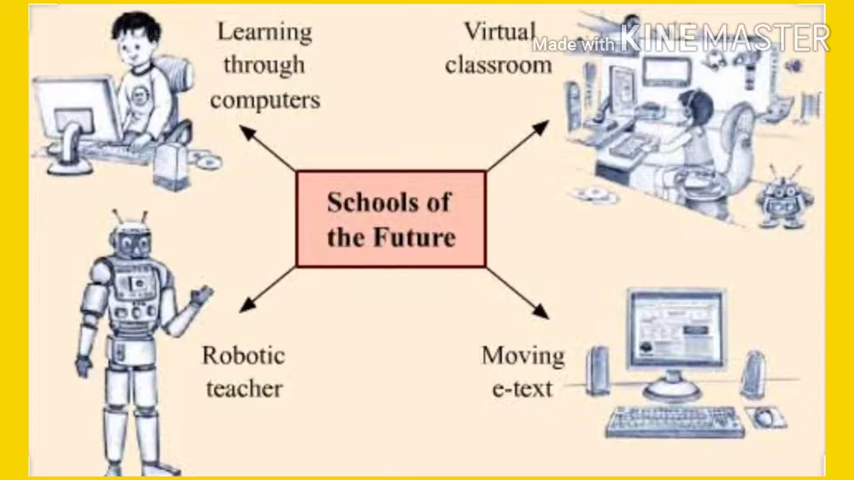 Learning
through
computers
Virtual
classroom
Made with KINEMASTER
Schools of
the Future
Robotic
teacher
Moving
e-text